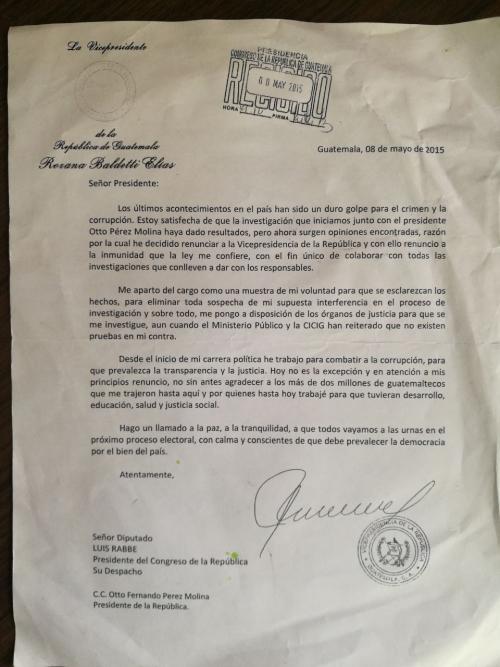 La Vicepresidente
de la
República de Guatemala
Roxana Baldetti Elías
PRESIDENCIA
CONGRESO DE LA REPUBLICA DE GUATEMALA
RECIBIDO
MAY 2015
HORA
FIRMA
Guatemala, 08 de mayo de 2015
Señor Presidente:
Los últimos acontecimientos en el país han sido un duro golpe para el crimen y la
corrupción. Estoy satisfecha de que la investigación que iniciamos junto con el presidente
Otto Pérez Molina haya dado resultados, pero ahora surgen opiniones encontradas, razón
por la cual he decidido renunciar a la Vicepresidencia de la República y con ello renuncio a
la inmunidad que la ley me confiere, con el fin único de colaborar con todas las
investigaciones que conlleven a dar con los responsables.
Me aparto del cargo como una muestra de mi voluntad para que se esclarezcan los
hechos, para eliminar toda sospecha de mi supuesta interferencia en el proceso de
investigación y sobre todo, me pongo a disposición de los órganos de justicia para que se
me investigue, aun cuando el Ministerio Público y la CICIG han reiterado que no existen
pruebas en mi contra.
Desde el inicio de mi carrera política he trabajo para combatir a la corrupción, para
que prevalezca la transparencia y la justicia. Hoy no es la excepción y en atención a mis
principios renuncio, no sin antes agradecer a los más de dos millones de guatemaltecos
que me trajeron hasta aquí y por quienes hasta hoy trabajé para que tuvieran desarrollo,
educación, salud y justicia social.
Hago un llamado a la paz, a la tranquilidad, a que todos vayamos a las urnas en el
próximo proceso electoral, con calma y conscientes de que debe prevalecer la democracia
por el bien del país.
Atentamente,
Señor Diputado
LUIS RABBE
Presidente del Congreso de la República
Su Despacho
VICEPRESIDENCIA DE LA REPUBLICA
GUATEMALA, C.A.
C.C. Otto Fernando Perez Molina
Presidente de la República.